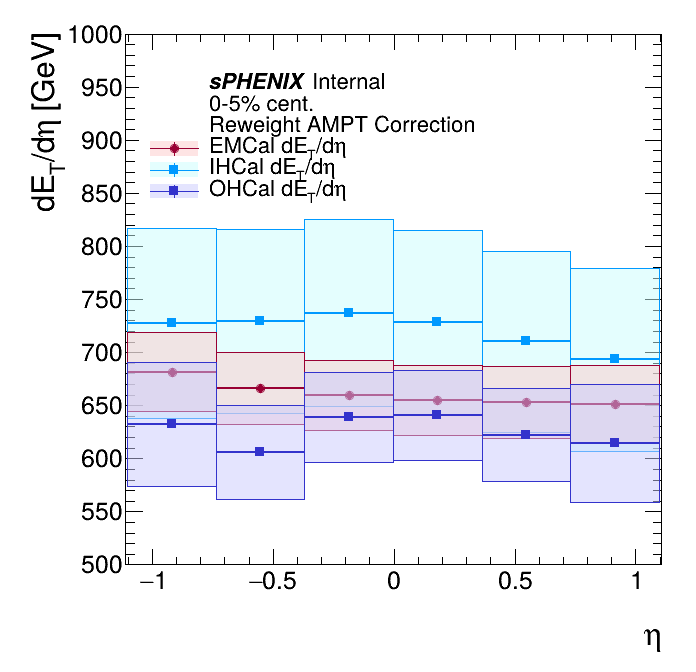 dE_T/dη [GeV]
1000
950
900
850
800
750
700
650
600
550
500
sPHENIX Internal
0-5% cent.
Reweight AMPT Correction
EMCal dE_T/dη
IHCal dE_T/dη
OHCal dE_T/dη
−1 −0.5 0 0.5 1
η